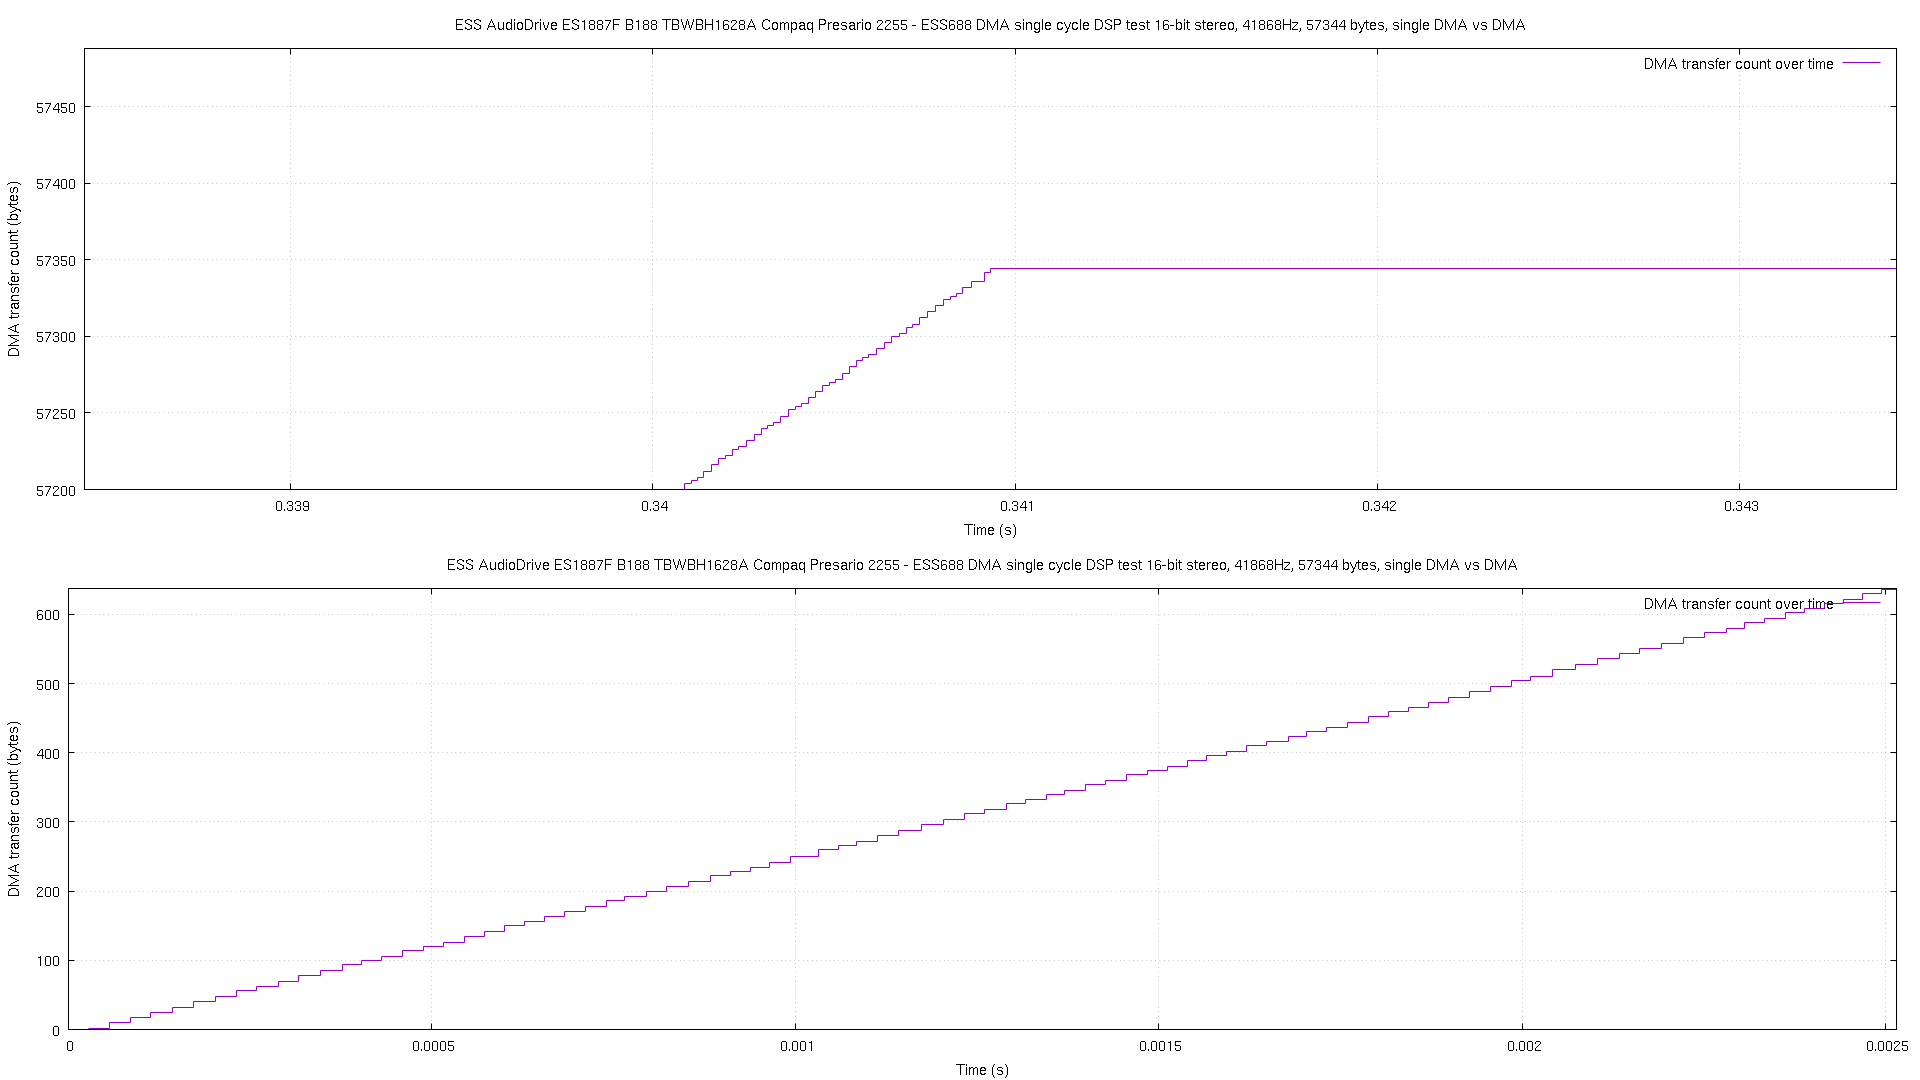 ESS AudioDrive ES1887F B188 TBWBH1628A Compaq Presario 2255 - ESS688 DMA single cycle DSP test 16-bit stereo, 41868Hz, 57344 bytes, single DMA vs DMA
DMA transfer count over time
57450
57400
57350
57300
57250
57200
DMA transfer count (bytes)
0.339 0.34 0.341 0.342 0.343
Time (s)
ESS AudioDrive ES1887F B188 TBWBH1628A Compaq Presario 2255 - ESS688 DMA single cycle DSP test 16-bit stereo, 41868Hz, 57344 bytes, single DMA vs DMA
DMA transfer count over time
600
500
400
300
200
100
0
DMA transfer count (bytes)
0 0.0005 0.001 0.0015 0.002 0.0025
Time (s)